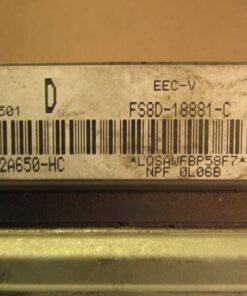 EEC-V
501 D FS8D-18881-C
2A650-HC *LQSAWFBP58F7*
NPF 0L06B